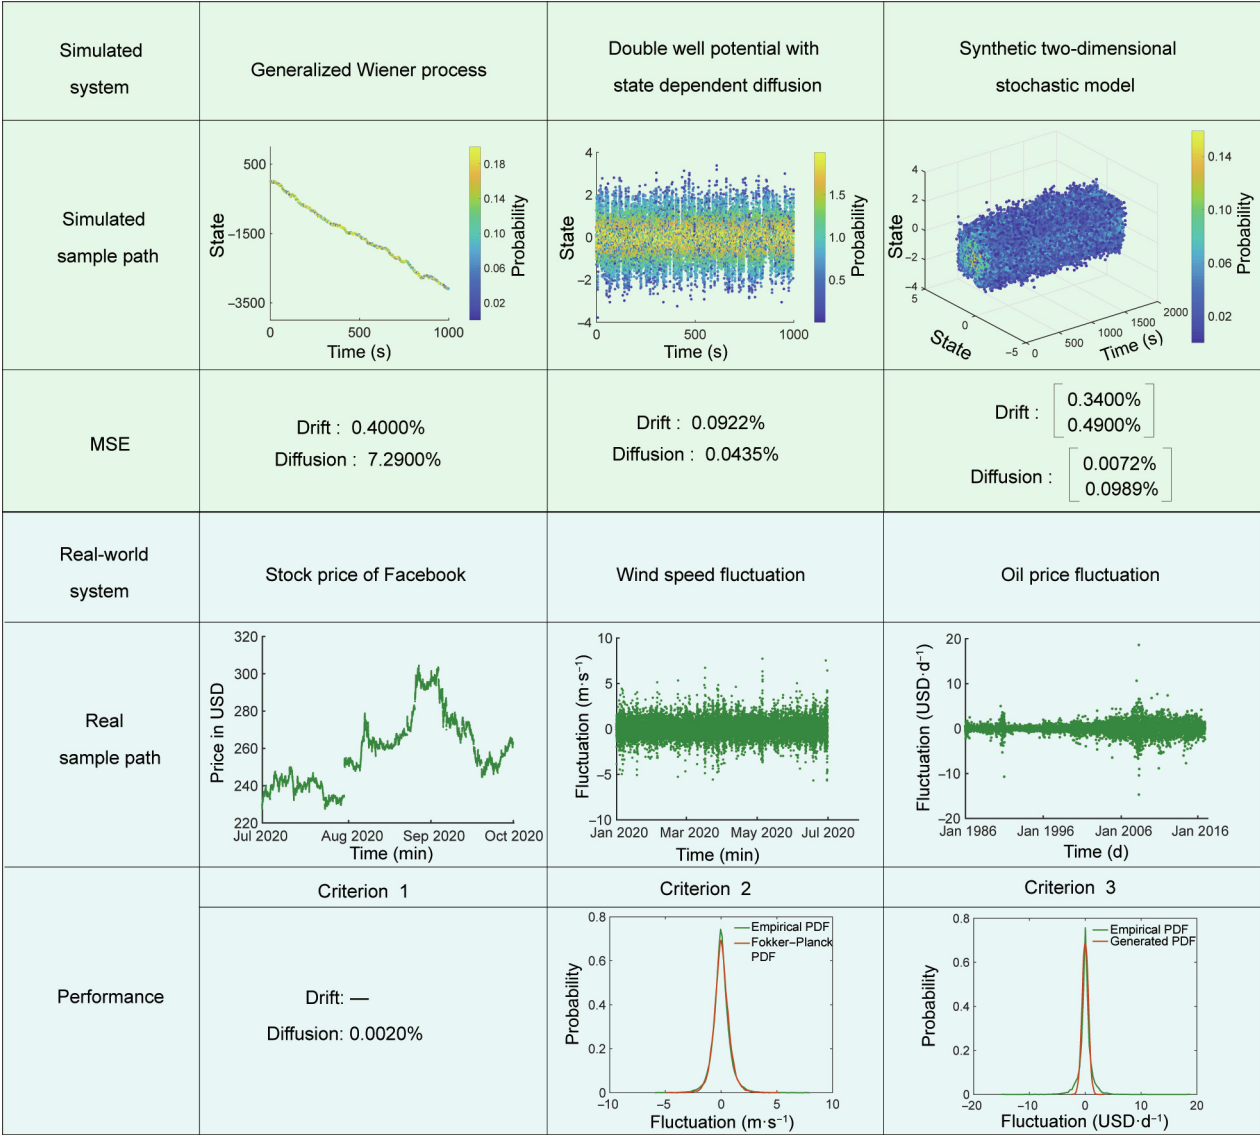 Simulated
system
Generalized Wiener process
Double well potential with
state dependent diffusion
Synthetic two-dimensional
stochastic model
Simulated
sample path
500
−1500
−3500
State
0
500
1000
Time (s)
0.18
0.14
0.10
0.06
0.02
Probability
4
2
0
−2
−4
State
0
500
1000
Time (s)
1.5
1.0
0.5
Probability
4
2
0
−2
−4
State
5
0
−5
State
0
500
1000
1500
2000
Time (s)
0.14
0.10
0.06
0.02
Probability
MSE
Drift : 0.4000%
Diffusion : 7.2900%
Drift : 0.0922%
Diffusion : 0.0435%
Drift : [0.3400%
0.4900%]
Diffusion : [0.0072%
0.0989%]
Real-world
system
Stock price of Facebook
Wind speed fluctuation
Oil price fluctuation
Real
sample path
320
300
280
260
240
220
Price in USD
Jul 2020
Aug 2020
Sep 2020
Oct 2020
Time (min)
10
5
0
−5
−10
Fluctuation (m·s⁻¹)
Jan 2020
Mar 2020
May 2020
Jul 2020
Time (min)
20
10
0
−10
−20
Fluctuation (USD·d⁻¹)
Jan 1986
Jan 1996
Jan 2006
Jan 2016
Time (d)
Performance
Criterion 1
Criterion 2
Criterion 3
Drift: —
Diffusion: 0.0020%
0.8
0.6
0.4
0.2
0
Probability
Empirical PDF
Fokker−Planck
PDF
−10
−5
0
5
10
Fluctuation (m·s⁻¹)
0.8
0.6
0.4
0.2
0
Probability
Empirical PDF
Generated PDF
−20
−10
0
10
20
Fluctuation (USD·d⁻¹)